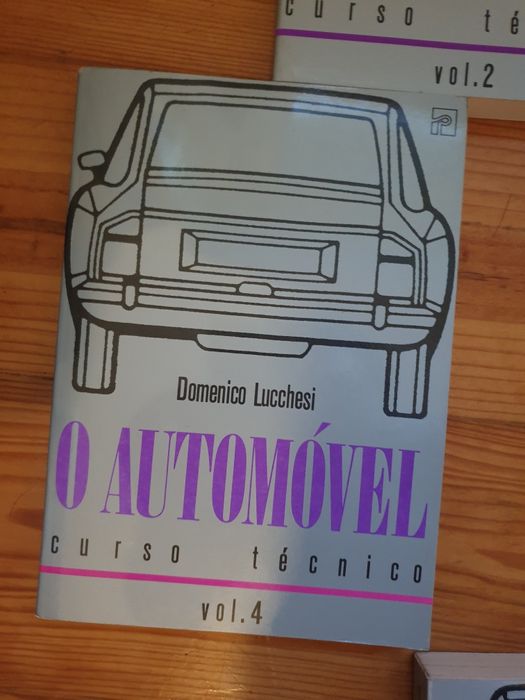 curso té
vol.2
Domenico Lucchesi
O AUTOMÓVEL
curso técnico
vol.4